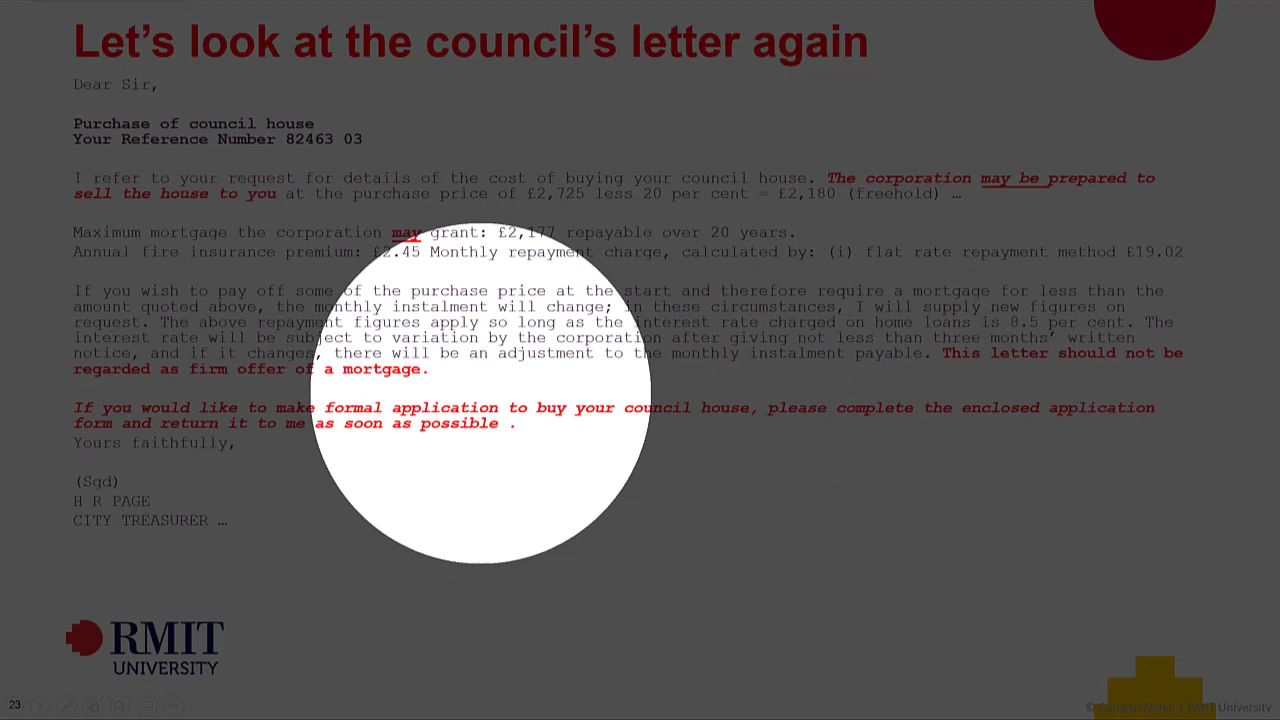 Let's look at the council's letter again
Dear Sir,
Purchase of council house
Your Reference Number 82463 03
I refer to your request for details of the cost of buying your council house. The corporation may be prepared to
sell the house to you at the purchase price of £2,725 less 20 per cent = £2,180 (freehold) …
Maximum mortgage the corporation may grant: £2,177 repayable over 20 years.
Annual fire insurance premium: £2.45 Monthly repayment charge, calculated by: (i) flat rate repayment method £19.02
If you wish to pay off some of the purchase price at the start and therefore require a mortgage for less than the
amount quoted above, the monthly instalment will change; in these circumstances, I will supply new figures on
request. The above repayment figures apply so long as the interest rate charged on home loans is 8.5 per cent. The
interest rate will be subject to variation by the corporation after giving not less than three months' written
notice, and if it changes, there will be an adjustment to the monthly instalment payable. This letter should not be
regarded as firm offer of a mortgage.
If you would like to make formal application to buy your council house, please complete the enclosed application
form and return it to me as soon as possible .
Yours faithfully,
(Sgd)
H R PAGE
CITY TREASURER …
RMIT
UNIVERSITY
23
| RMIT University